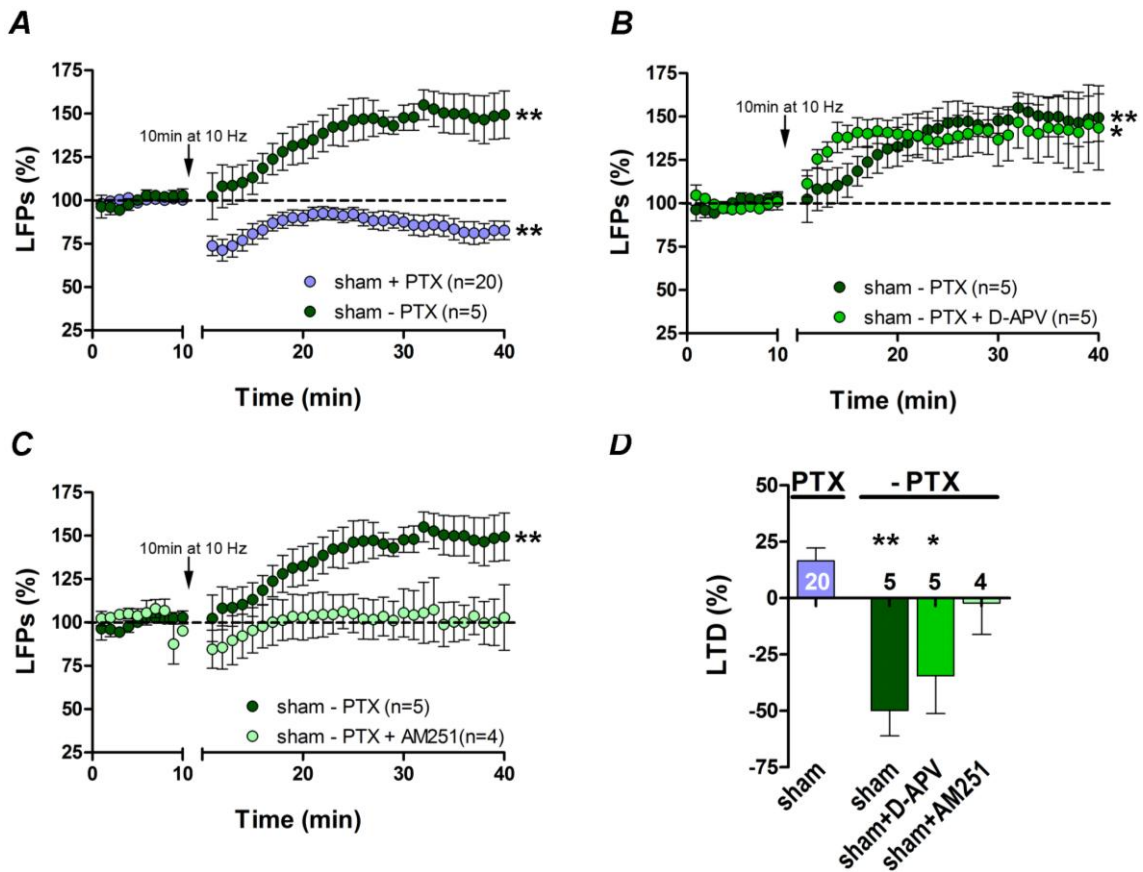 A
175
150
125
100
75
50
25
LFPs (%)
10min at 10 Hz
**
**
sham + PTX (n=20)
sham - PTX (n=5)
0
10
20
30
40
Time (min)
B
175
150
125
100
75
50
25
LFPs (%)
10min at 10 Hz
**
*
sham - PTX (n=5)
sham - PTX + D-APV (n=5)
0
10
20
30
40
Time (min)
C
175
150
125
100
75
50
25
LFPs (%)
10min at 10 Hz
**
sham - PTX (n=5)
sham - PTX + AM251(n=4)
0
10
20
30
40
Time (min)
D
PTX
- PTX
50
25
0
-25
-50
-75
LTD (%)
** *
20 5 5 4
sham
sham
sham+D-APV
sham+AM251